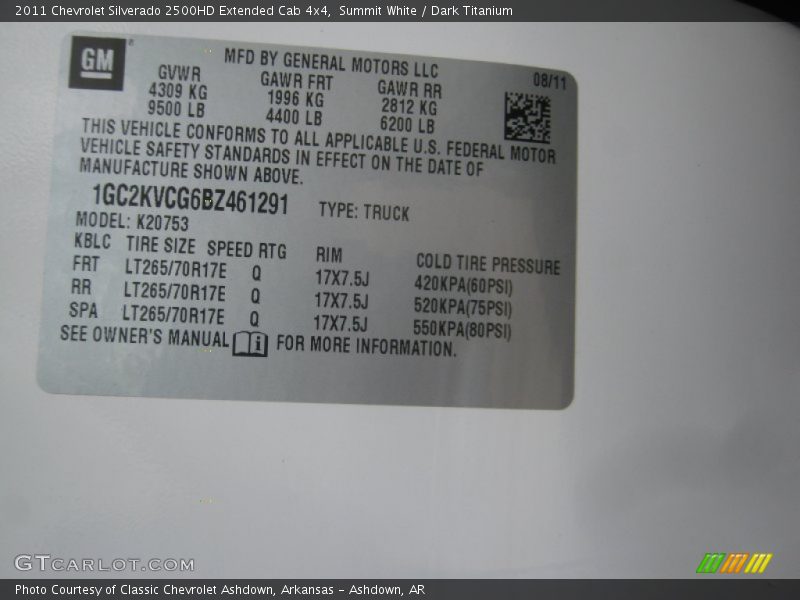 2011 Chevrolet Silverado 2500HD Extended Cab 4x4,  Summit White / Dark Titanium
GM
MFD BY GENERAL MOTORS LLC
08/11
GVWR GAWR FRT GAWR RR
4309 KG 1996 KG 2812 KG
9500 LB 4400 LB 6200 LB
THIS VEHICLE CONFORMS TO ALL APPLICABLE U.S. FEDERAL MOTOR
VEHICLE SAFETY STANDARDS IN EFFECT ON THE DATE OF
MANUFACTURE SHOWN ABOVE.
1GC2KVCG6BZ461291 TYPE: TRUCK
MODEL: K20753
KBLC TIRE SIZE SPEED RTG RIM COLD TIRE PRESSURE
FRT LT265/70R17E Q 17X7.5J 420KPA(60PSI)
RR LT265/70R17E Q 17X7.5J 520KPA(75PSI)
SPA LT265/70R17E Q 17X7.5J 550KPA(80PSI)
SEE OWNER'S MANUAL i FOR MORE INFORMATION.
GTCARLOT.COM
Photo Courtesy of Classic Chevrolet Ashdown, Arkansas – Ashdown, AR